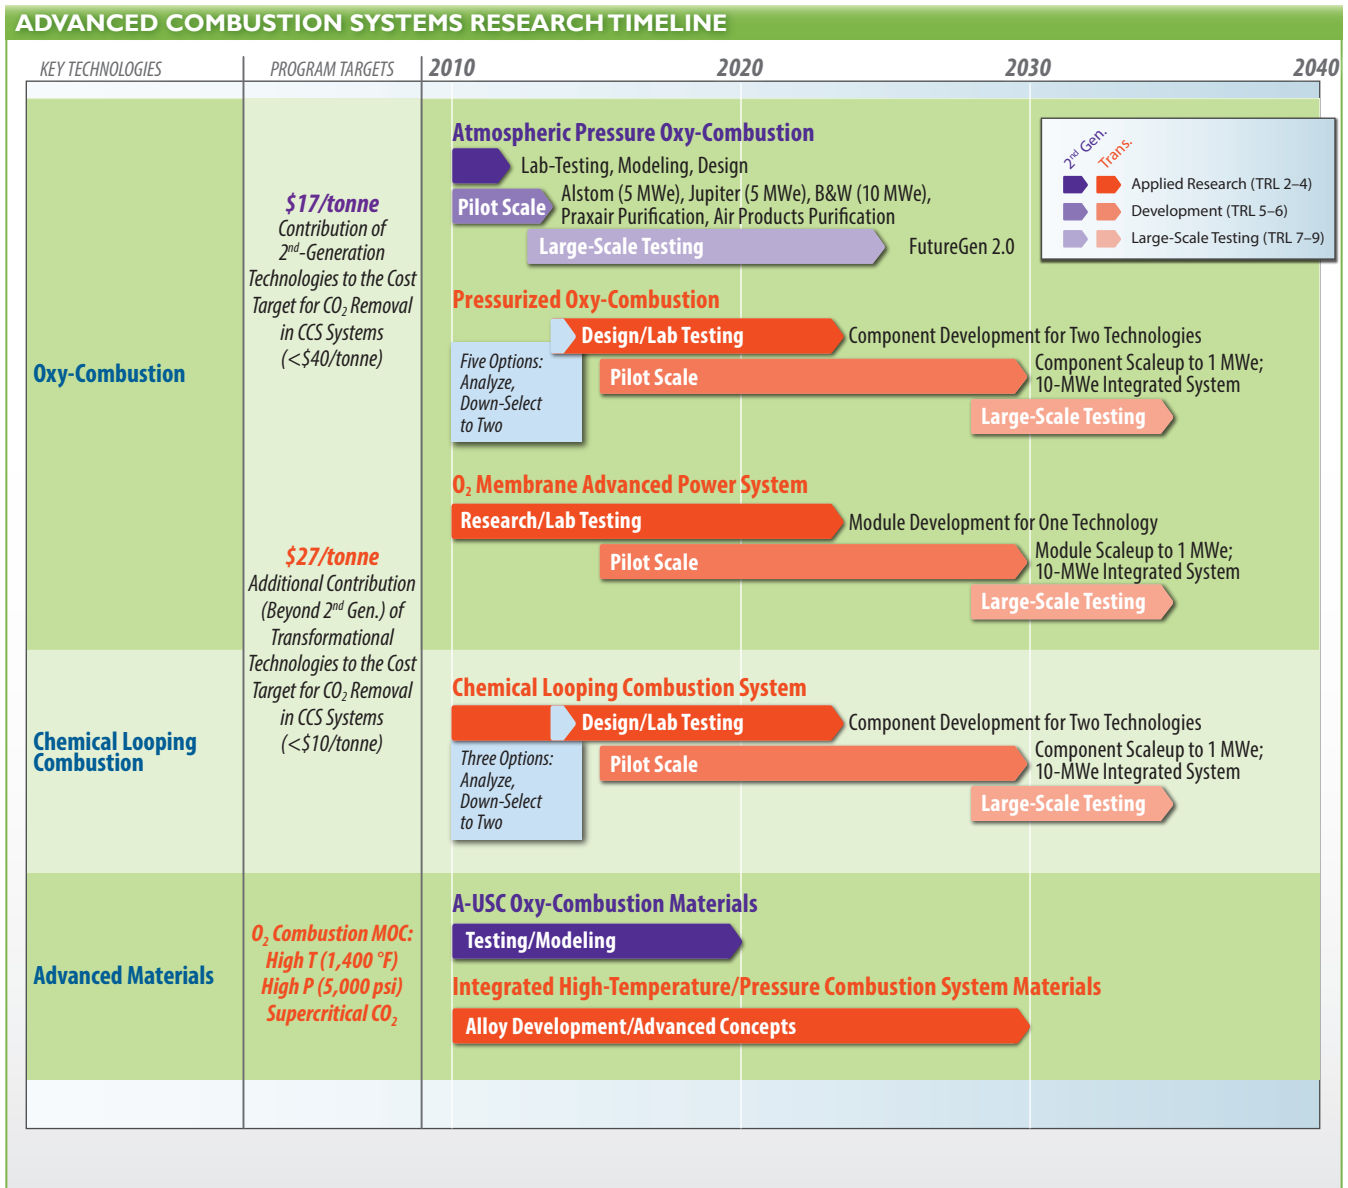 ADVANCED COMBUSTION SYSTEMS RESEARCH TIMELINE
KEY TECHNOLOGIES
PROGRAM TARGETS
2010
2020
2030
2040
2nd Gen.
Trans.
Applied Research (TRL 2–4)
Development (TRL 5–6)
Large-Scale Testing (TRL 7–9)
Oxy-Combustion
$17/tonne
Contribution of
2nd-Generation
Technologies to the Cost
Target for CO2 Removal
in CCS Systems
(<$40/tonne)
$27/tonne
Additional Contribution
(Beyond 2nd Gen.) of
Transformational
Technologies to the Cost
Target for CO2 Removal
in CCS Systems
(<$10/tonne)
Atmospheric Pressure Oxy-Combustion
Lab-Testing, Modeling, Design
Pilot Scale
Alstom (5 MWe), Jupiter (5 MWe), B&W (10 MWe),
Praxair Purification, Air Products Purification
Large-Scale Testing
FutureGen 2.0
Pressurized Oxy-Combustion
Design/Lab Testing
Component Development for Two Technologies
Five Options:
Analyze,
Down-Select
to Two
Pilot Scale
Component Scaleup to 1 MWe;
10-MWe Integrated System
Large-Scale Testing
O2 Membrane Advanced Power System
Research/Lab Testing
Module Development for One Technology
Pilot Scale
Module Scaleup to 1 MWe;
10-MWe Integrated System
Large-Scale Testing
Chemical Looping
Combustion
Chemical Looping Combustion System
Design/Lab Testing
Component Development for Two Technologies
Three Options:
Analyze,
Down-Select
to Two
Pilot Scale
Component Scaleup to 1 MWe;
10-MWe Integrated System
Large-Scale Testing
Advanced Materials
O2 Combustion MOC:
High T (1,400 °F)
High P (5,000 psi)
Supercritical CO2
A-USC Oxy-Combustion Materials
Testing/Modeling
Integrated High-Temperature/Pressure Combustion System Materials
Alloy Development/Advanced Concepts